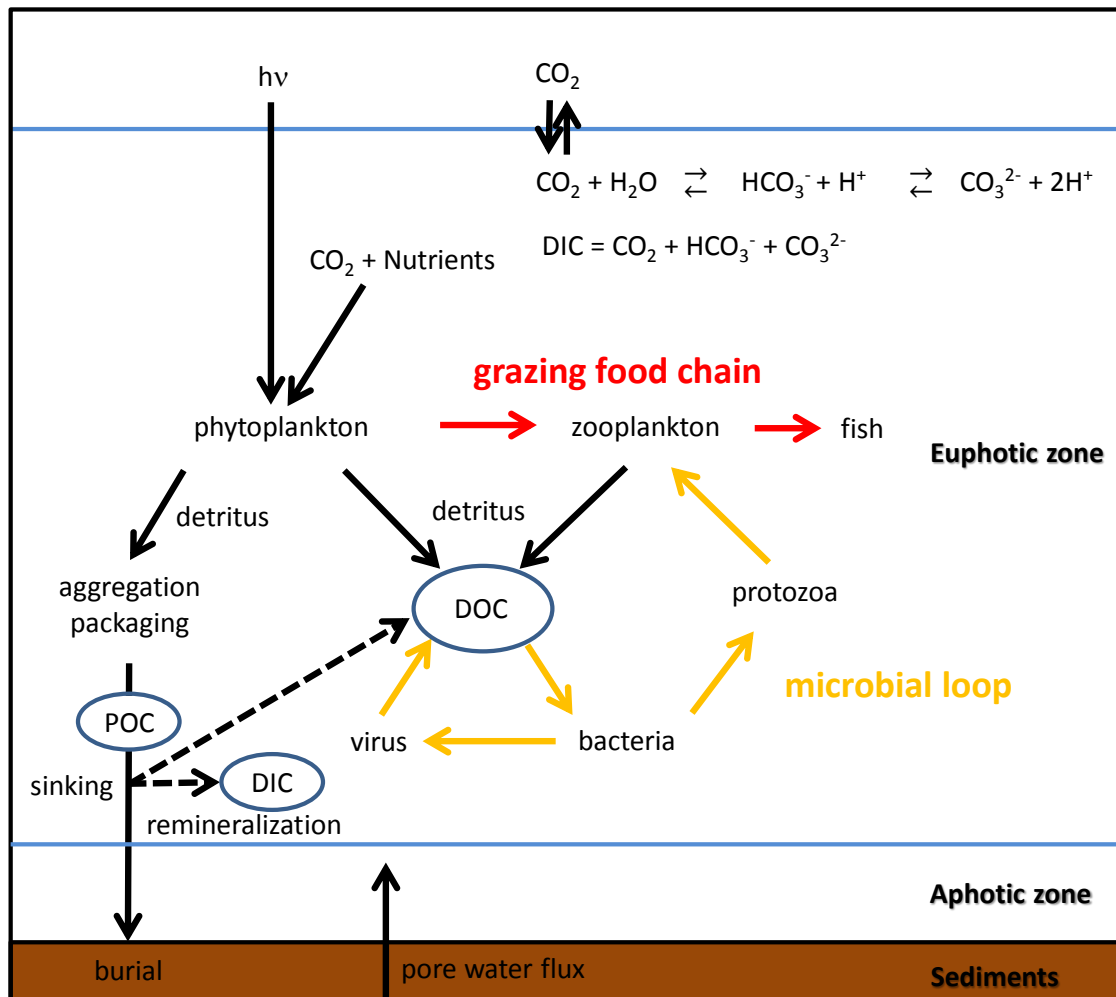 hν
CO₂
CO₂ + H₂O ⇄ HCO₃⁻ + H⁺ ⇄ CO₃²⁻ + 2H⁺
DIC = CO₂ + HCO₃⁻ + CO₃²⁻
CO₂ + Nutrients
grazing food chain
phytoplankton
zooplankton
fish
Euphotic zone
detritus
detritus
aggregation
packaging
DOC
protozoa
microbial loop
POC
virus
bacteria
sinking
DIC
remineralization
Aphotic zone
burial
pore water flux
Sediments